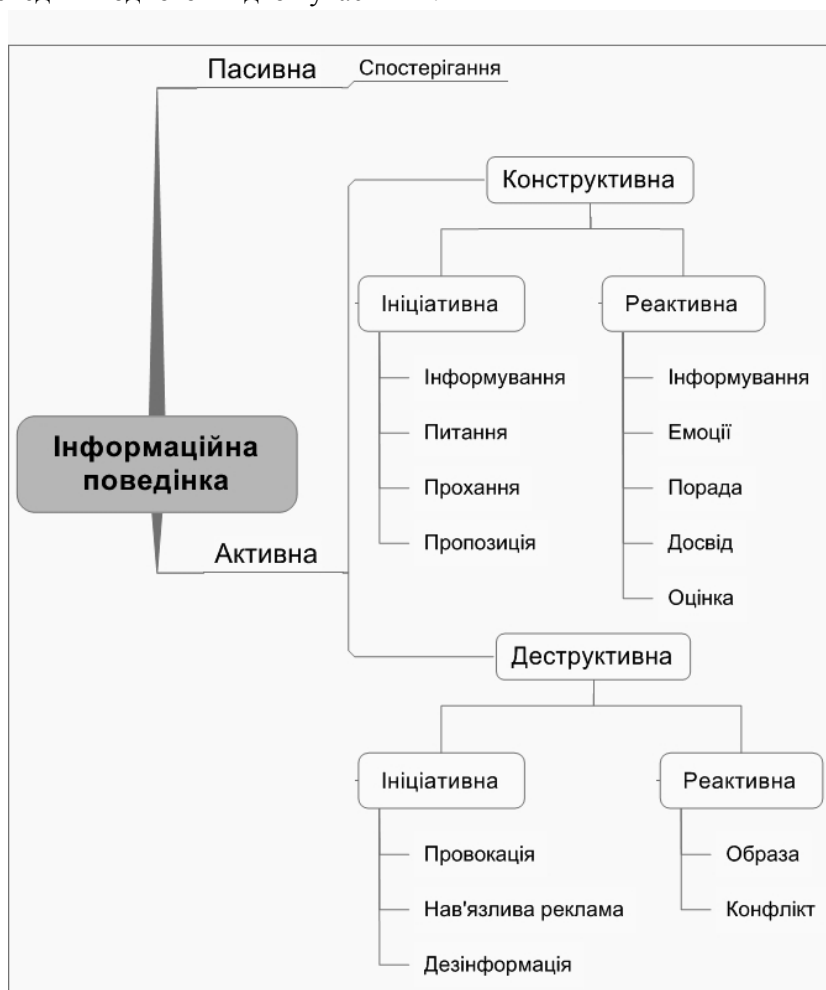 Пасивна
Спостерігання
Конструктивна
Ініціативна
Реактивна
Інформування
Інформування
Питання
Емоції
Прохання
Порада
Пропозиція
Досвід
Оцінка
Інформаційна
поведінка
Активна
Деструктивна
Ініціативна
Реактивна
Провокація
Образа
Нав'язлива реклама
Конфлікт
Дезінформація